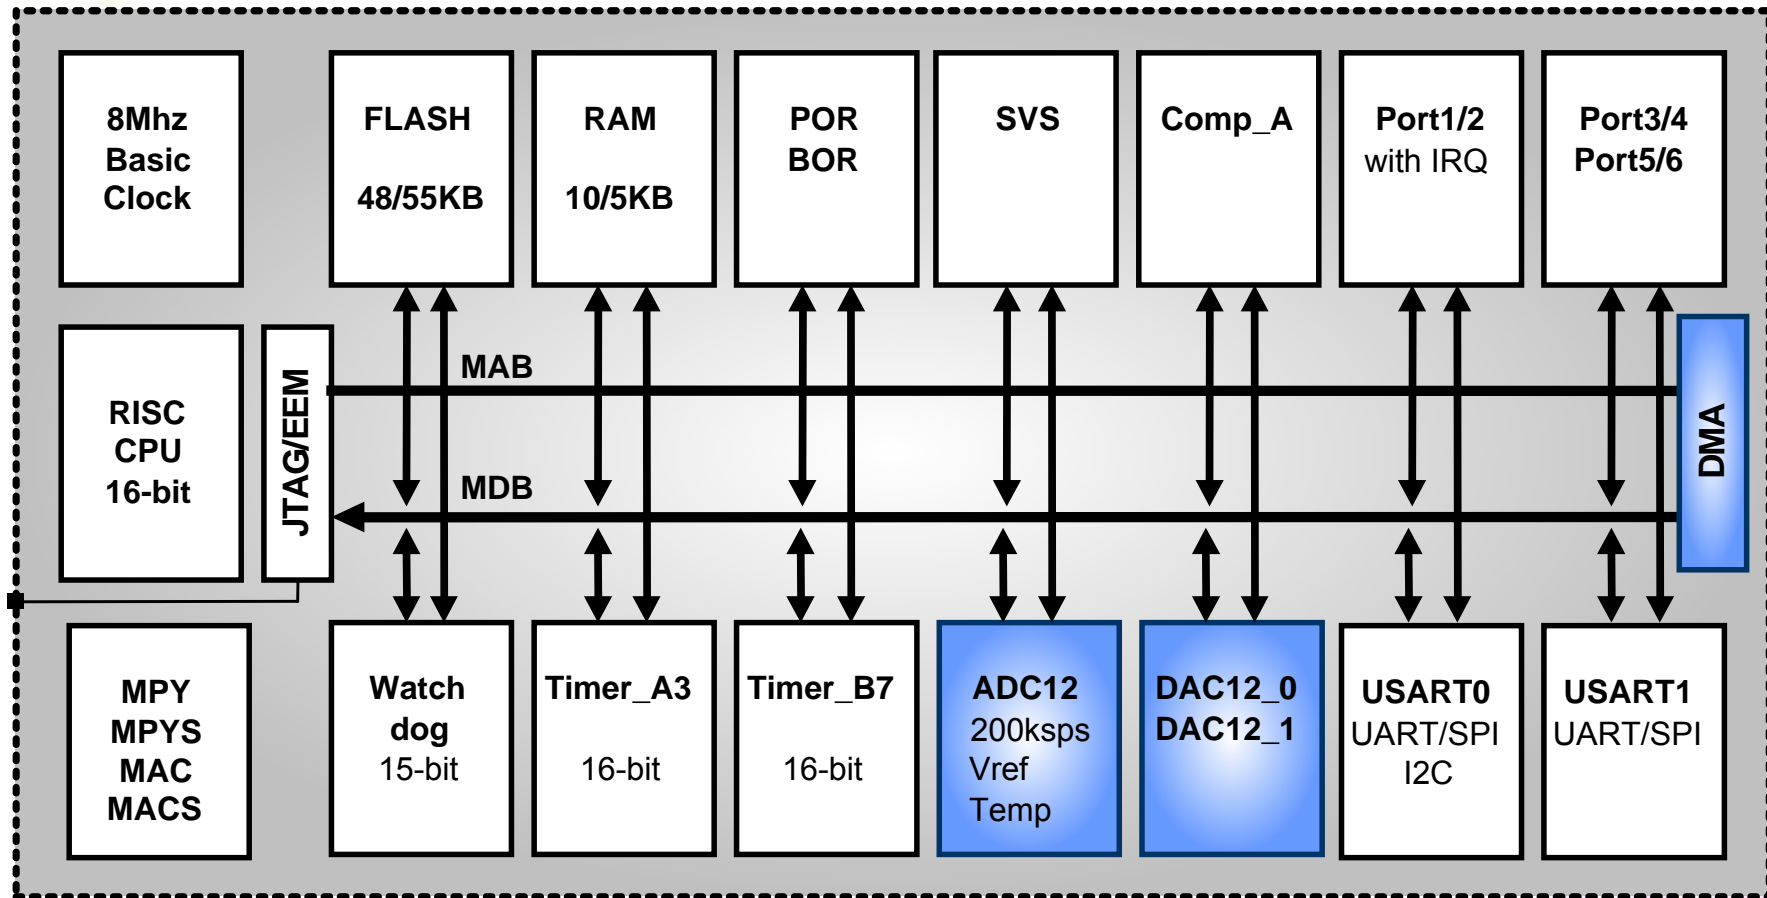 8Mhz
Basic
Clock
FLASH
48/55KB
RAM
10/5KB
POR
BOR
SVS
Comp_A
Port1/2
with IRQ
Port3/4
Port5/6
RISC
CPU
16-bit
JTAG/EEM
MAB
MDB
DMA
MPY
MPYS
MAC
MACS
Watch
dog
15-bit
Timer_A3
16-bit
Timer_B7
16-bit
ADC12
200ksps
Vref
Temp
DAC12_0
DAC12_1
USART0
UART/SPI
I2C
USART1
UART/SPI